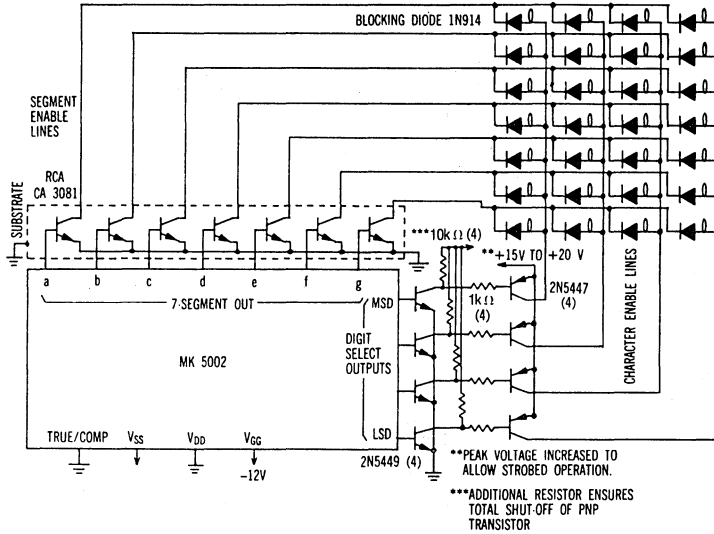 BLOCKING DIODE 1N914
SEGMENT
ENABLE
LINES
RCA
CA 3081
SUBSTRATE
***10kΩ (4)
**+15V TO +20 V
a b c d e f g
7-SEGMENT OUT
MSD
1kΩ
(4)
2N5447
(4)
CHARACTER ENABLE LINES
DIGIT
SELECT
OUTPUTS
MK 5002
LSD
TRUE/COMP VSS VDD VGG
-12V
2N5449 (4)
**PEAK VOLTAGE INCREASED TO
ALLOW STROBED OPERATION.
***ADDITIONAL RESISTOR ENSURES
TOTAL SHUT-OFF OF PNP
TRANSISTOR